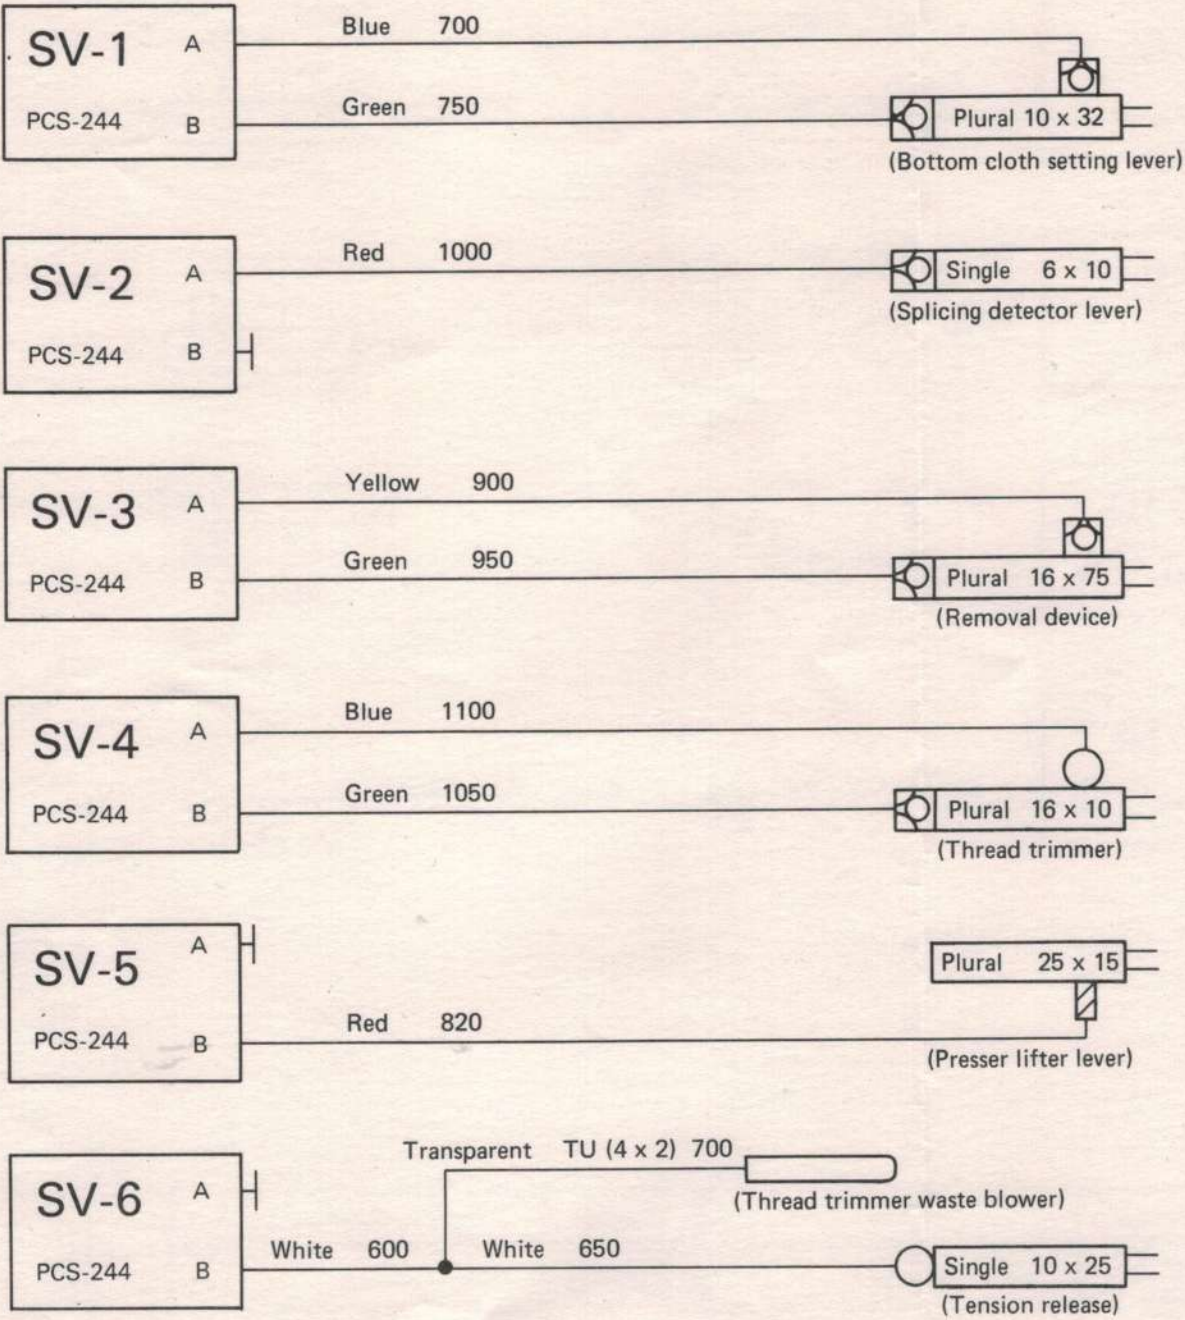 SV-1 A Blue 700
PCS-244 B Green 750 Plural 10 x 32
(Bottom cloth setting lever)
SV-2 A Red 1000 Single 6 x 10
(Splicing detector lever)
PCS-244 B
SV-3 A Yellow 900
PCS-244 B Green 950 Plural 16 x 75
(Removal device)
SV-4 A Blue 1100
PCS-244 B Green 1050 Plural 16 x 10
(Thread trimmer)
SV-5 A Plural 25 x 15
PCS-244 B Red 820
(Presser lifter lever)
Transparent TU (4 x 2) 700
SV-6 A (Thread trimmer waste blower)
White 600 White 650
PCS-244 B Single 10 x 25
(Tension release)